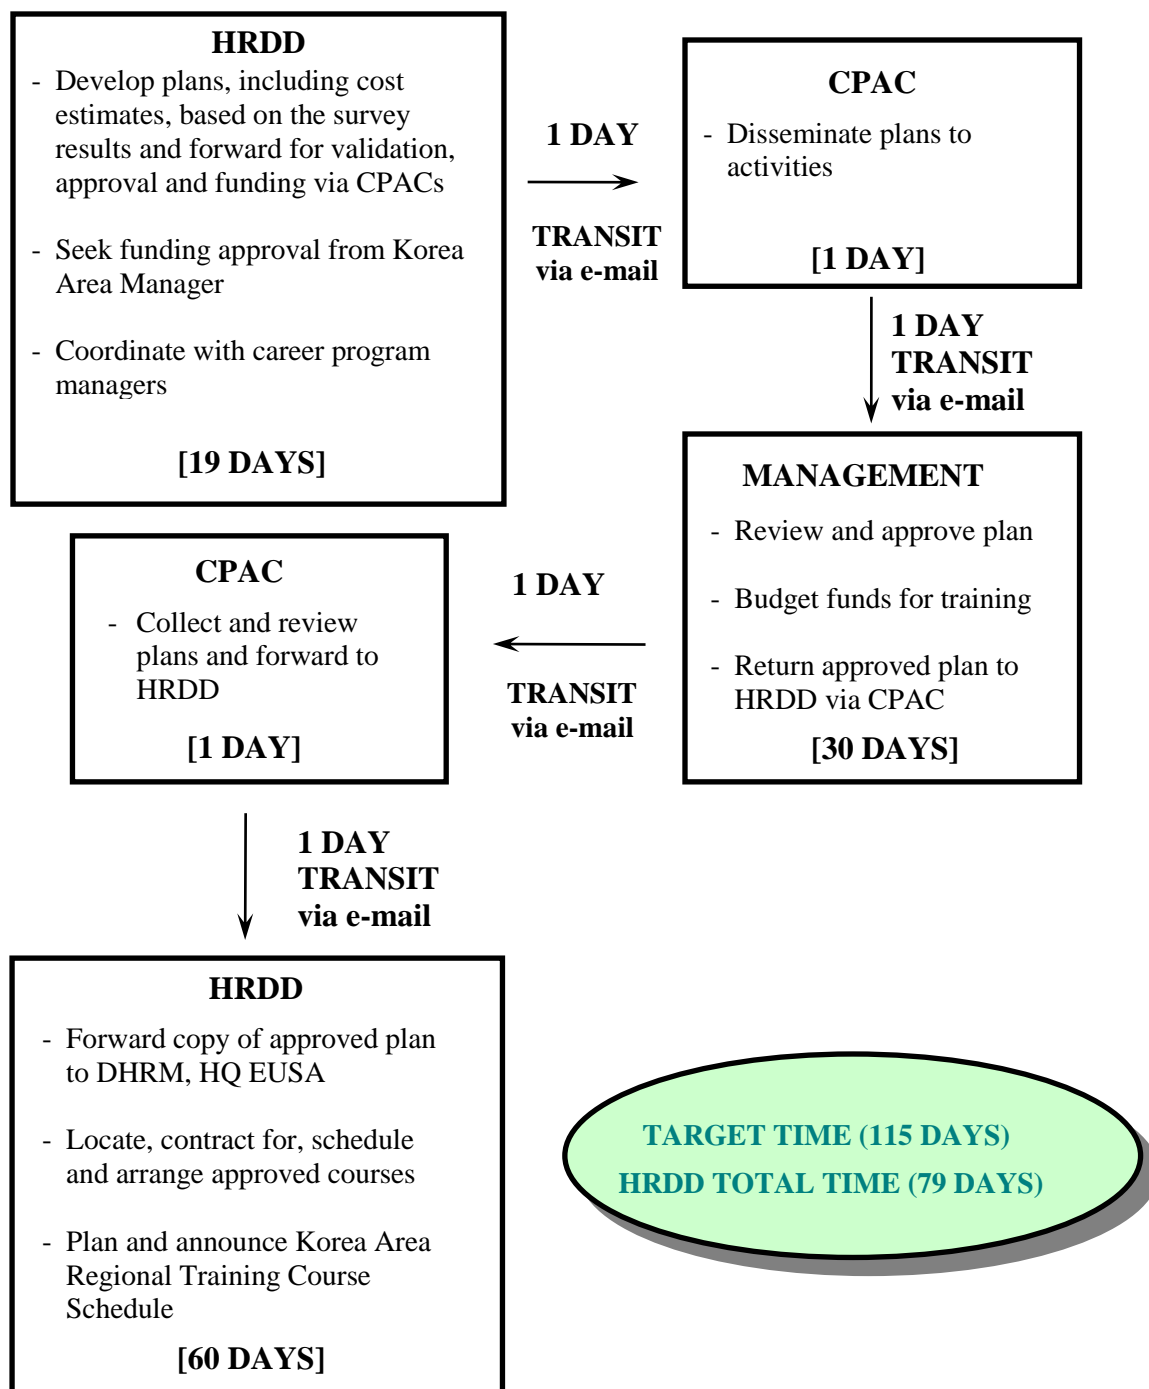 HRDD
- Develop plans, including cost
estimates, based on the survey
results and forward for validation,
approval and funding via CPACs
- Seek funding approval from Korea
Area Manager
- Coordinate with career program
managers
[19 DAYS]
1 DAY
TRANSIT
via e-mail
CPAC
- Disseminate plans to
activities
[1 DAY]
1 DAY
TRANSIT
via e-mail
MANAGEMENT
- Review and approve plan
- Budget funds for training
- Return approved plan to
HRDD via CPAC
[30 DAYS]
1 DAY
TRANSIT
via e-mail
CPAC
- Collect and review
plans and forward to
HRDD
[1 DAY]
1 DAY
TRANSIT
via e-mail
HRDD
- Forward copy of approved plan
to DHRM, HQ EUSA
- Locate, contract for, schedule
and arrange approved courses
- Plan and announce Korea Area
Regional Training Course
Schedule
[60 DAYS]
TARGET TIME (115 DAYS)
HRDD TOTAL TIME (79 DAYS)